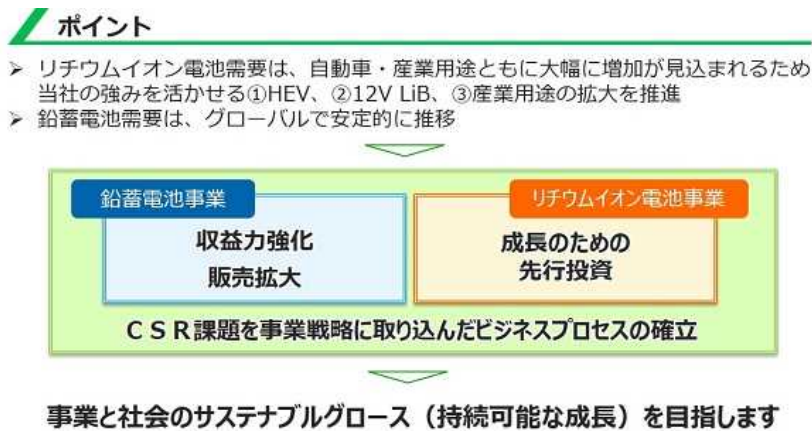 ポイント
➢ リチウムイオン電池需要は、自動車・産業用途ともに大幅に増加が見込まれるため
当社の強みを活かせる①HEV、②12V LiB、③産業用途の拡大を推進
➢ 鉛蓄電池需要は、グローバルで安定的に推移
鉛蓄電池事業
収益力強化
販売拡大
リチウムイオン電池事業
成長のための
先行投資
ＣＳＲ課題を事業戦略に取り込んだビジネスプロセスの確立
事業と社会のサステナブルグロース（持続可能な成長）を目指します